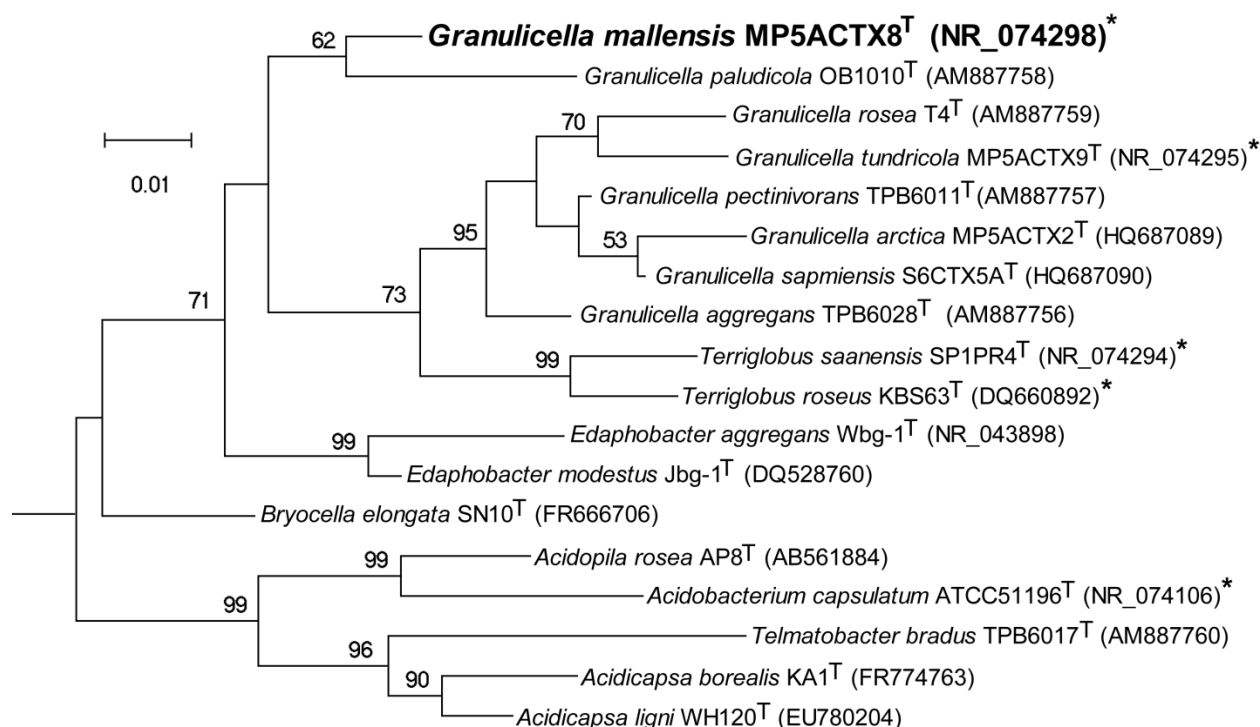 62
Granulicella mallensis MP5ACTX8T (NR_074298)*
Granulicella paludicola OB1010T (AM887758)
70
Granulicella rosea T4T (AM887759)
Granulicella tundricola MP5ACTX9T (NR_074295)*
0.01
Granulicella pectinivorans TPB6011T (AM887757)
95
53
Granulicella arctica MP5ACTX2T (HQ687089)
Granulicella sapmiensis S6CTX5AT (HQ687090)
71
73
Granulicella aggregans TPB6028T (AM887756)
99
Terriglobus saanensis SP1PR4T (NR_074294)*
Terriglobus roseus KBS63T (DQ660892)*
99
Edaphobacter aggregans Wbg-1T (NR_043898)
Edaphobacter modestus Jbg-1T (DQ528760)
Bryocella elongata SN10T (FR666706)
99
Acidopila rosea AP8T (AB561884)
99
Acidobacterium capsulatum ATCC51196T (NR_074106)*
96
Telmatobacter bradus TPB6017T (AM887760)
90
Acidicapsa borealis KA1T (FR774763)
Acidicapsa ligni WH120T (EU780204)